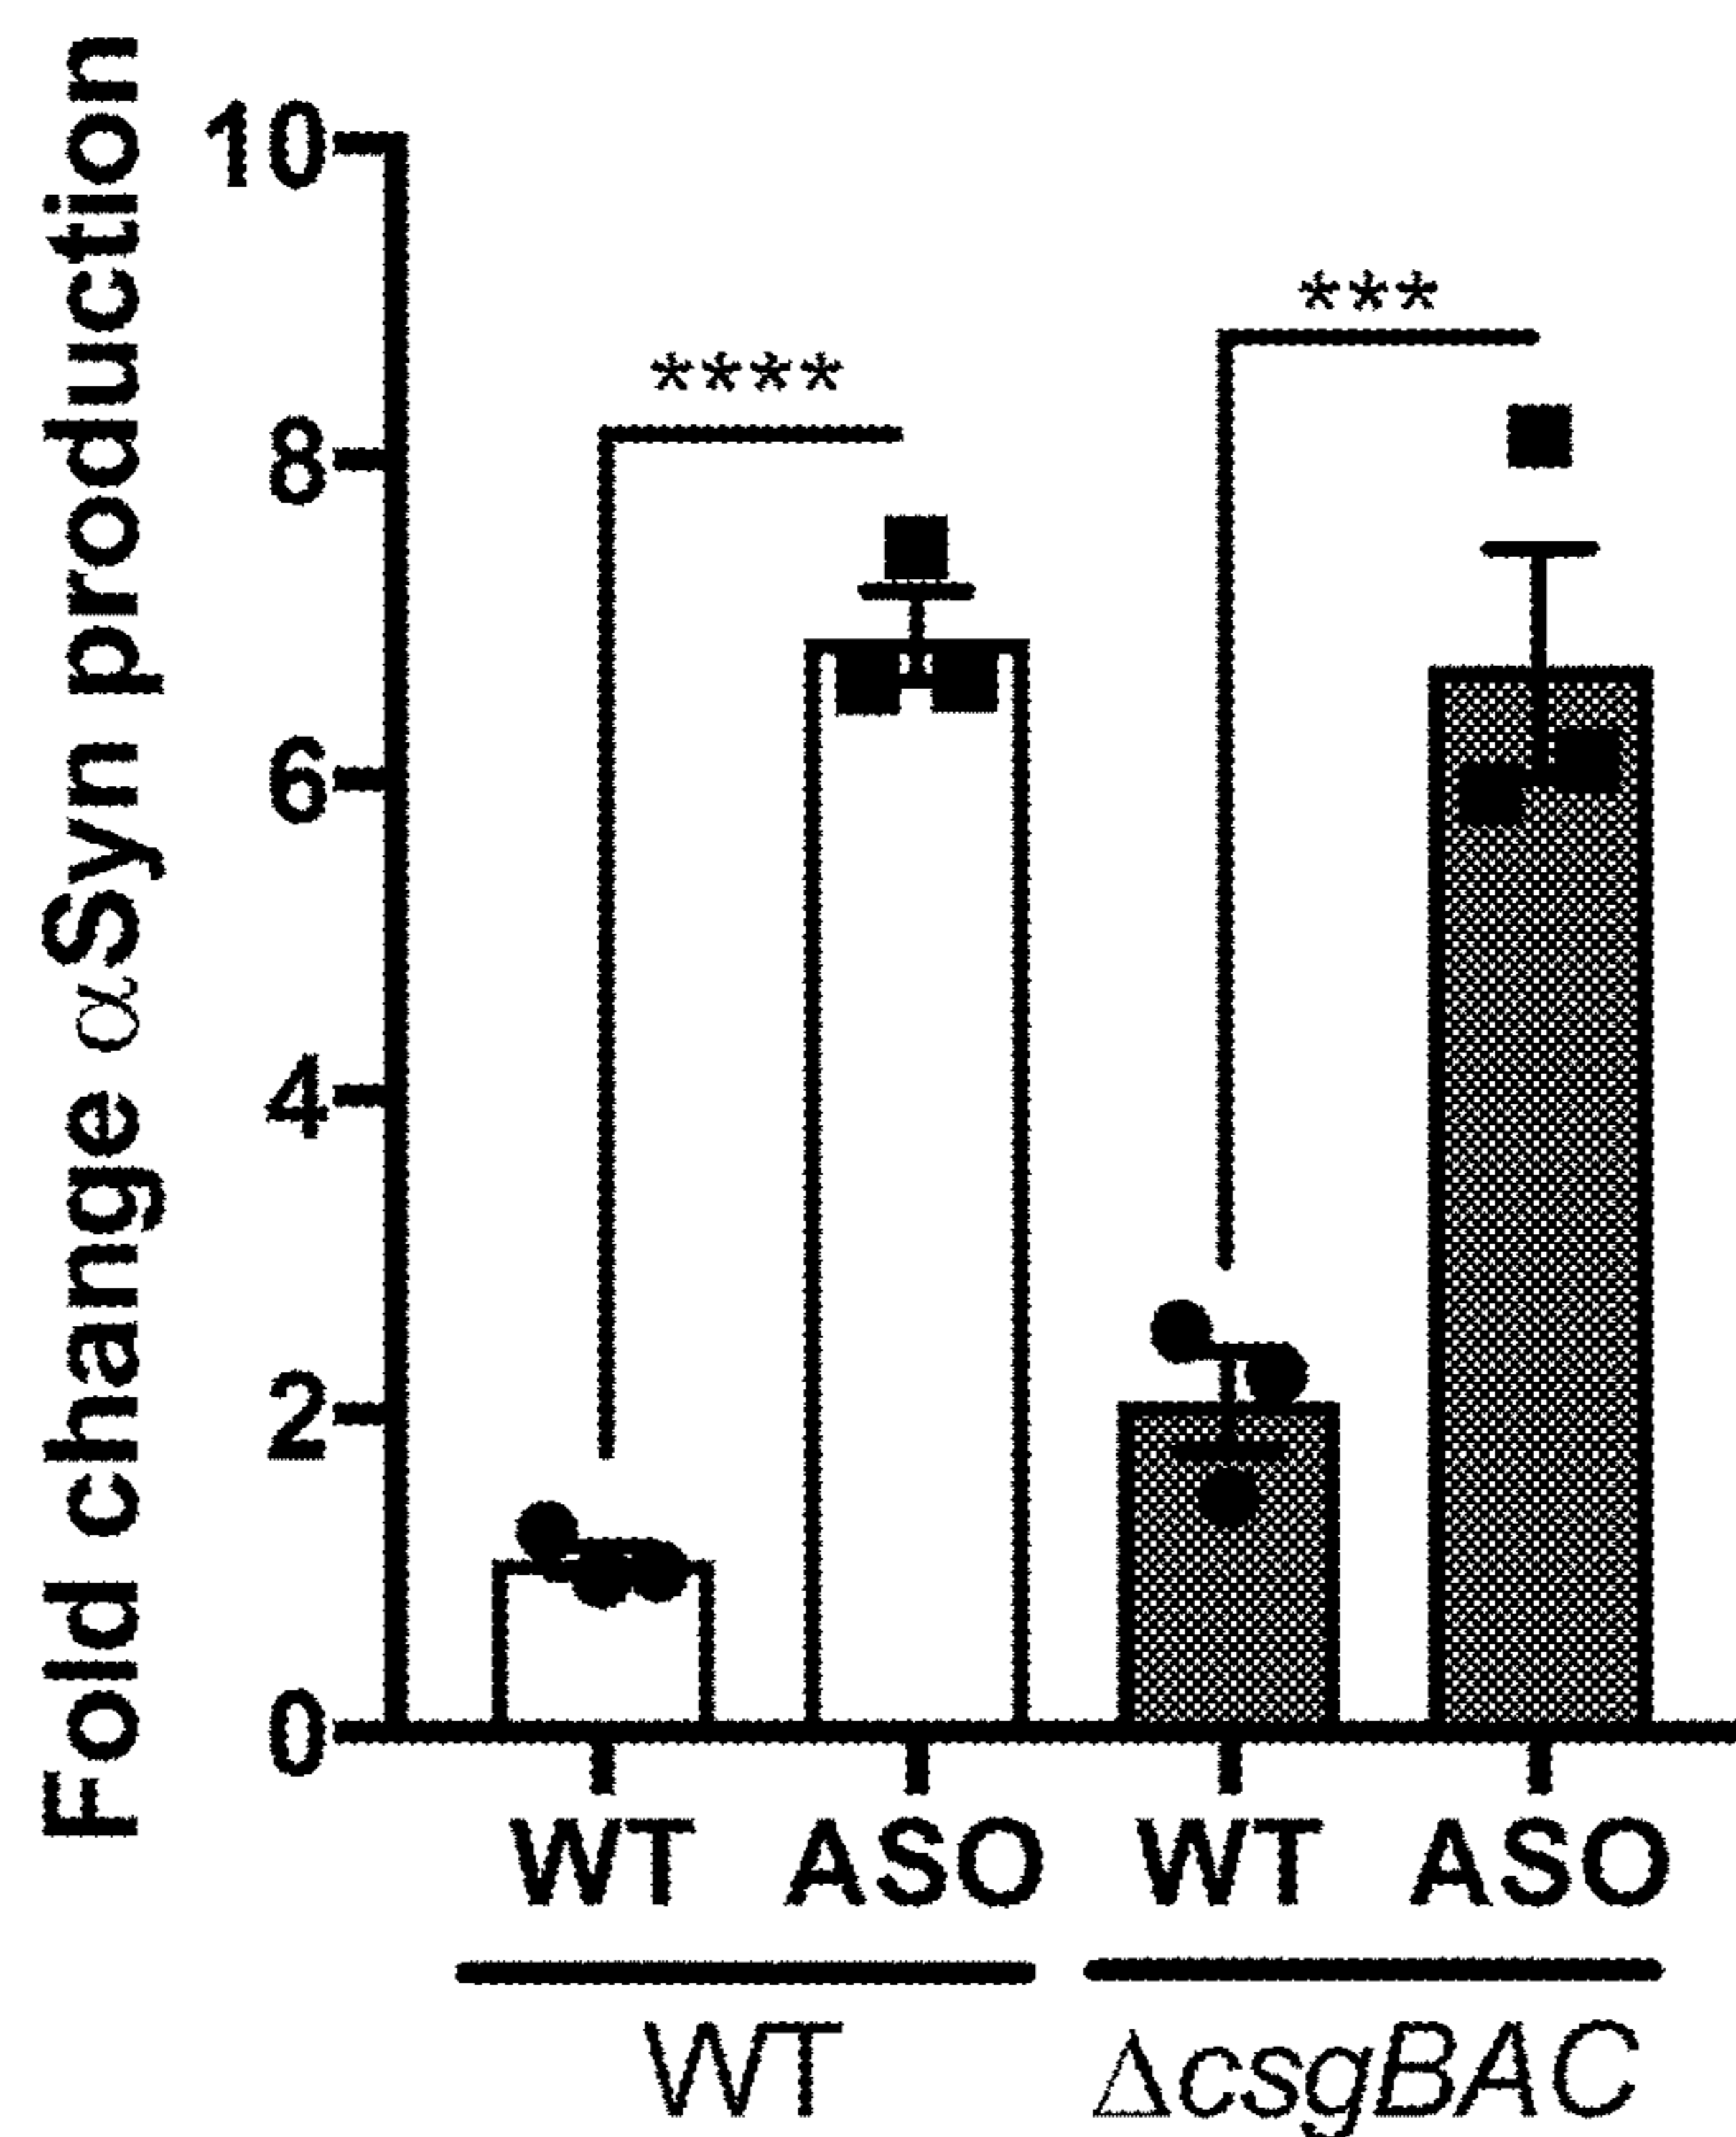 Fold change αSyn production
10
8
6
4
2
0
****
***
WT ASO WT ASO
WT ΔcsgBAC